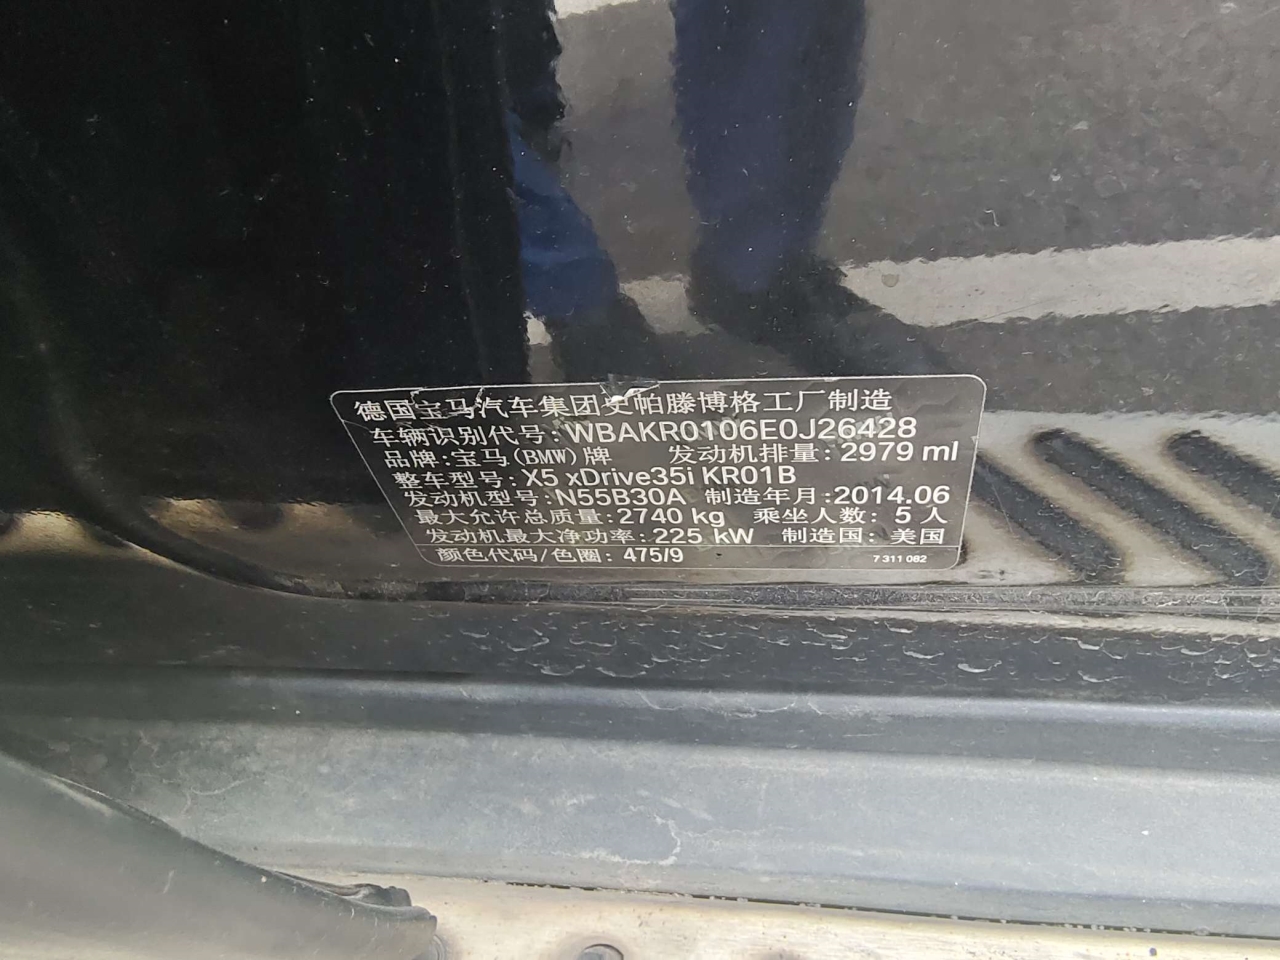 德国宝马汽车集团史帕滕博格工厂制造
车辆识别代号:WBAKR0106E0J26428
品牌:宝马(BMW)牌 发动机排量:2979 ml
整车型号:X5 xDrive35i KR01B
发动机型号:N55B30A 制造年月:2014.06
最大允许总质量:2740 kg 乘坐人数: 5 人
发动机最大净功率: 225 kW 制造国: 美国
颜色代码/色圈: 475/9 7 311 082